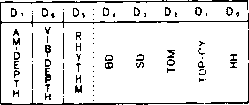 D₇ D₆ D₅ D₄ D₃ D₂ D₁ D₀
AM-DEPTH VIB-DEPTH RHYTHM BD SD TOM TOP-CY HH